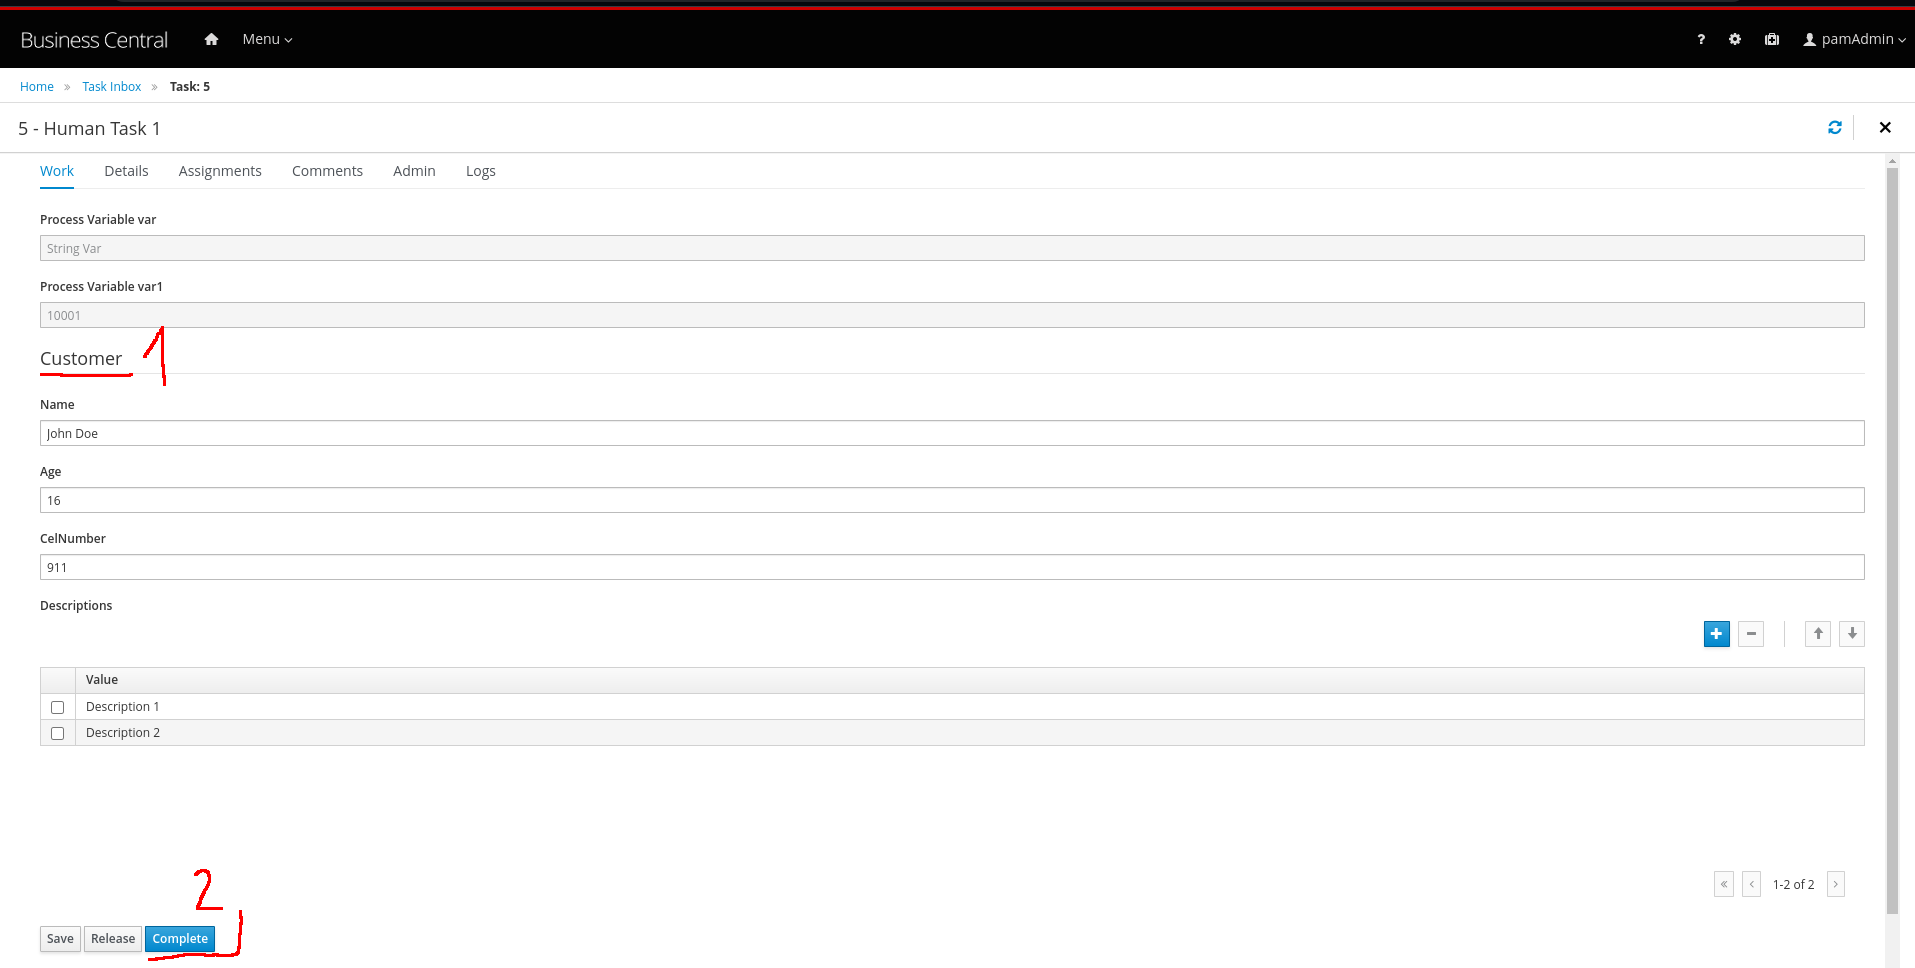 Business Central Menu ? pamAdmin
Home » Task Inbox » Task: 5
5 - Human Task 1
Work Details Assignments Comments Admin Logs
Process Variable var
String Var
Process Variable var1
10001
Customer 1
Name
John Doe
Age
16
CelNumber
911
Descriptions
Value
Description 1
Description 2
« ‹ 1-2 of 2 ›
2
Save Release Complete